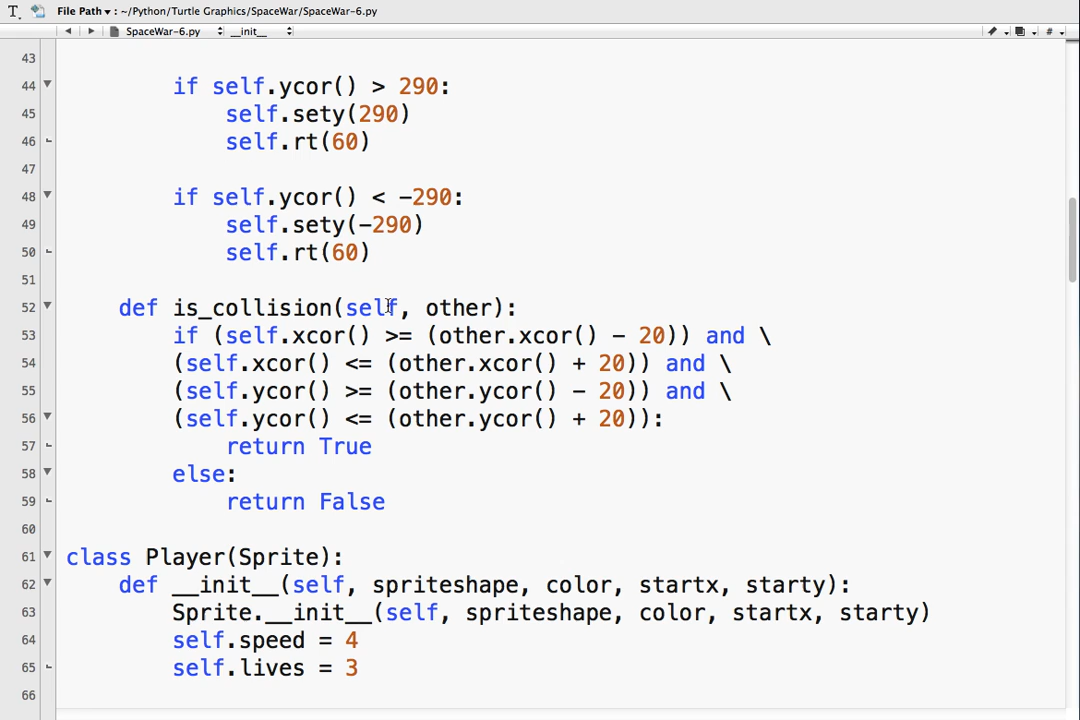 File Path ▾ : ~/Python/Turtle Graphics/SpaceWar/SpaceWar-6.py
SpaceWar-6.py __init__ #
43
44 if self.ycor() > 290:
45 self.sety(290)
46 self.rt(60)
47
48 if self.ycor() < -290:
49 self.sety(-290)
50 self.rt(60)
51
52 def is_collision(self, other):
53 if (self.xcor() >= (other.xcor() - 20)) and \
54 (self.xcor() <= (other.xcor() + 20)) and \
55 (self.ycor() >= (other.ycor() - 20)) and \
56 (self.ycor() <= (other.ycor() + 20)):
57 return True
58 else:
59 return False
60
61 class Player(Sprite):
62 def __init__(self, spriteshape, color, startx, starty):
63 Sprite.__init__(self, spriteshape, color, startx, starty)
64 self.speed = 4
65 self.lives = 3
66